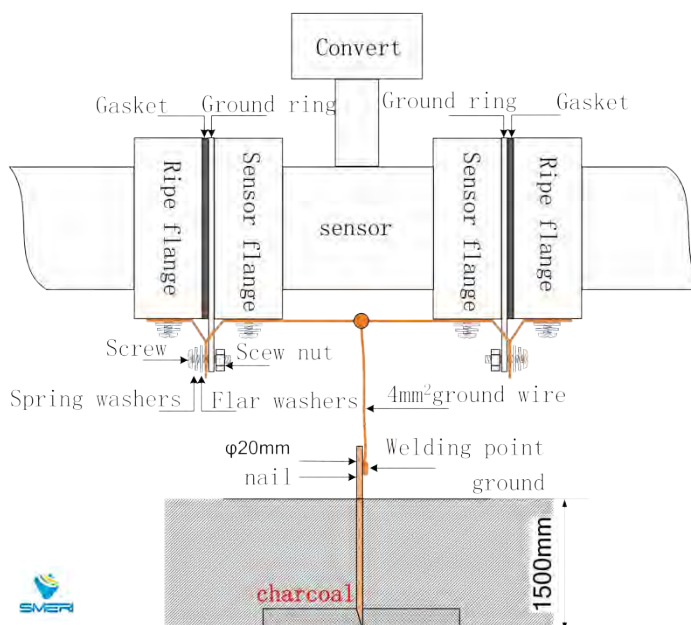 Convert
Gasket
Ground ring
Ground ring
Gasket
Ripe flange
Sensor flange
sensor
Sensor flange
Ripe flange
Screw
Scew nut
Spring washers
Flar washers
4mm²ground wire
φ20mm
Welding point
nail
ground
1500mm
charcoal
SMERI